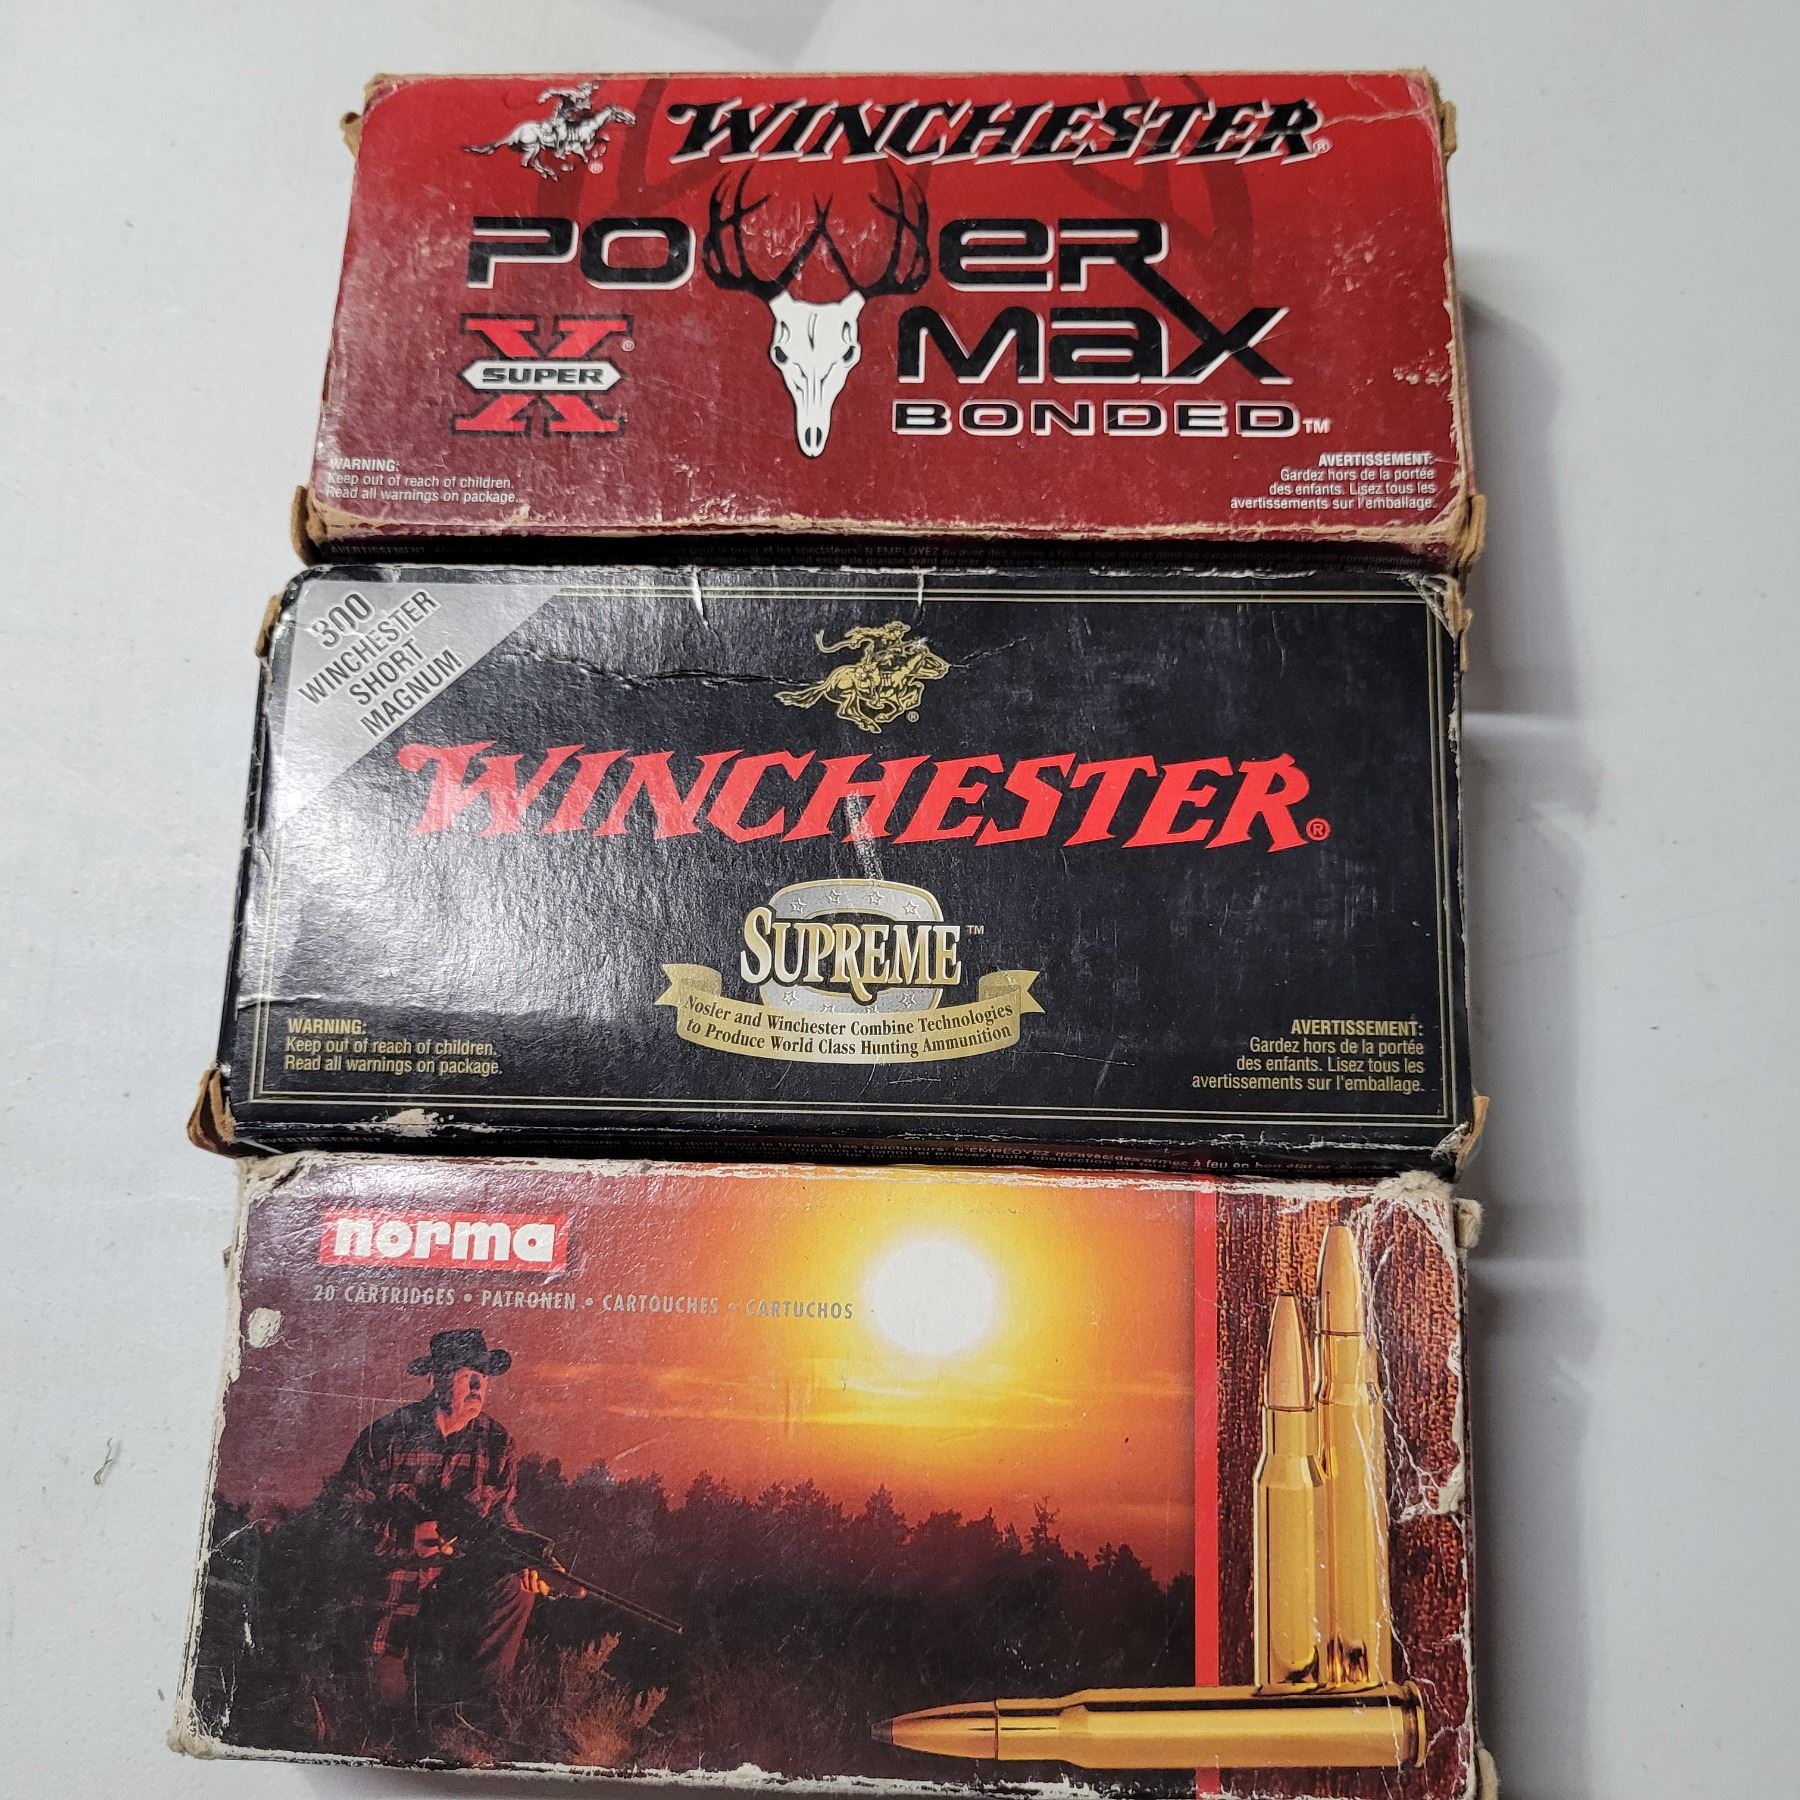 WINCHESTER®
POWER
MAX
BONDED™
X®
SUPER
WARNING:
Keep out of reach of children.
Read all warnings on package.
AVERTISSEMENT:
Gardez hors de la portée
des enfants. Lisez tous les
avertissements sur l'emballage.
300
WINCHESTER
SHORT
MAGNUM
WINCHESTER®
SUPREME™
Nosler and Winchester Combine Technologies
to Produce World Class Hunting Ammunition
WARNING:
Keep out of reach of children.
Read all warnings on package.
AVERTISSEMENT:
Gardez hors de la portée
des enfants. Lisez tous les
avertissements sur l'emballage.
norma
20 CARTRIDGES • PATRONEN • CARTOUCHES • CARTUCHOS